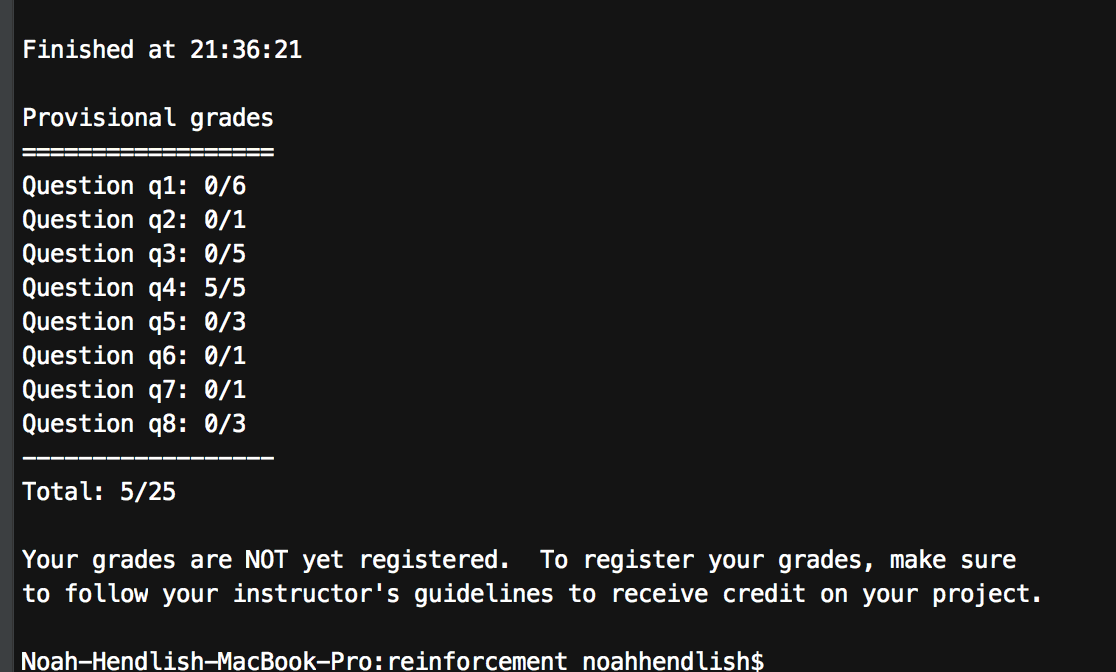 Finished at 21:36:21
Provisional grades
==================
Question q1: 0/6
Question q2: 0/1
Question q3: 0/5
Question q4: 5/5
Question q5: 0/3
Question q6: 0/1
Question q7: 0/1
Question q8: 0/3
------------------
Total: 5/25
Your grades are NOT yet registered.  To register your grades, make sure
to follow your instructor's guidelines to receive credit on your project.
Noah-Hendlish-MacBook-Pro:reinforcement noahhendlish$